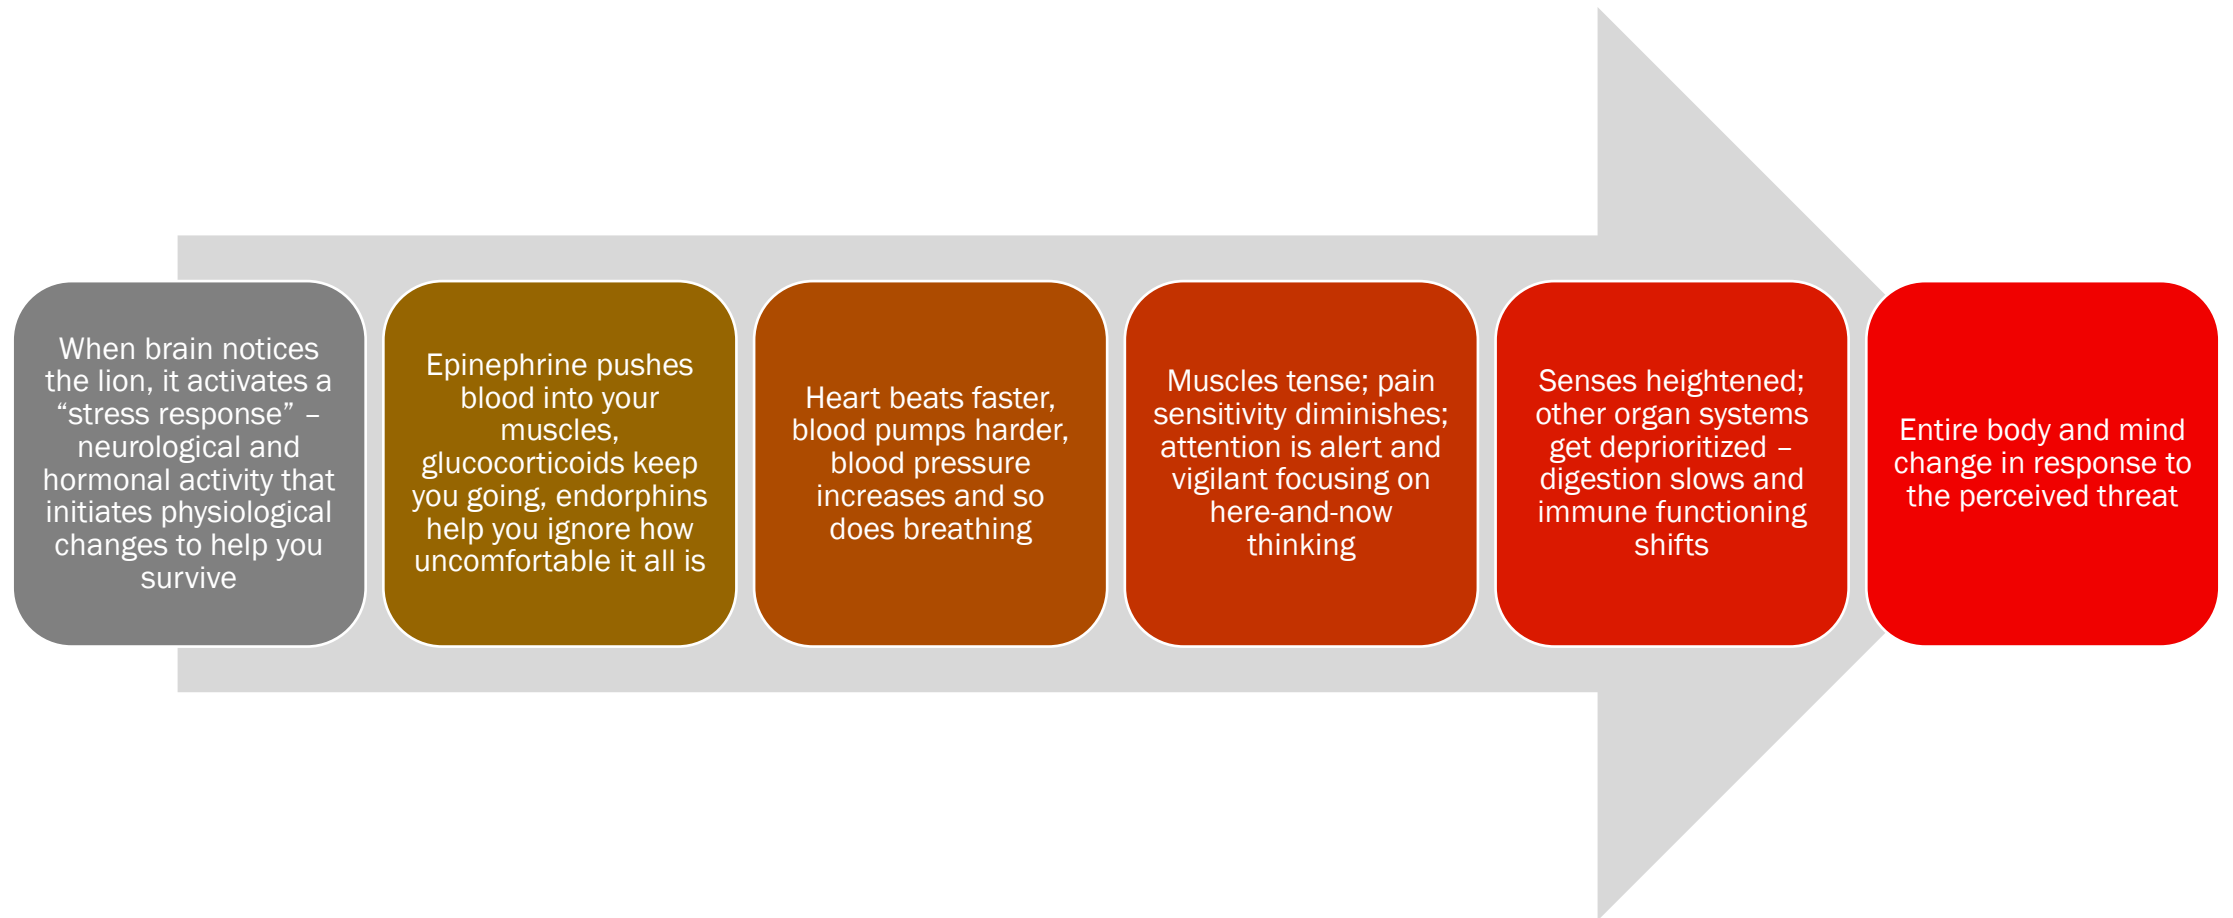 When brain notices
the lion, it activates a
“stress response” –
neurological and
hormonal activity that
initiates physiological
changes to help you
survive
Epinephrine pushes
blood into your
muscles,
glucocorticoids keep
you going, endorphins
help you ignore how
uncomfortable it all is
Heart beats faster,
blood pumps harder,
blood pressure
increases and so
does breathing
Muscles tense; pain
sensitivity diminishes;
attention is alert and
vigilant focusing on
here-and-now
thinking
Senses heightened;
other organ systems
get deprioritized –
digestion slows and
immune functioning
shifts
Entire body and mind
change in response to
the perceived threat